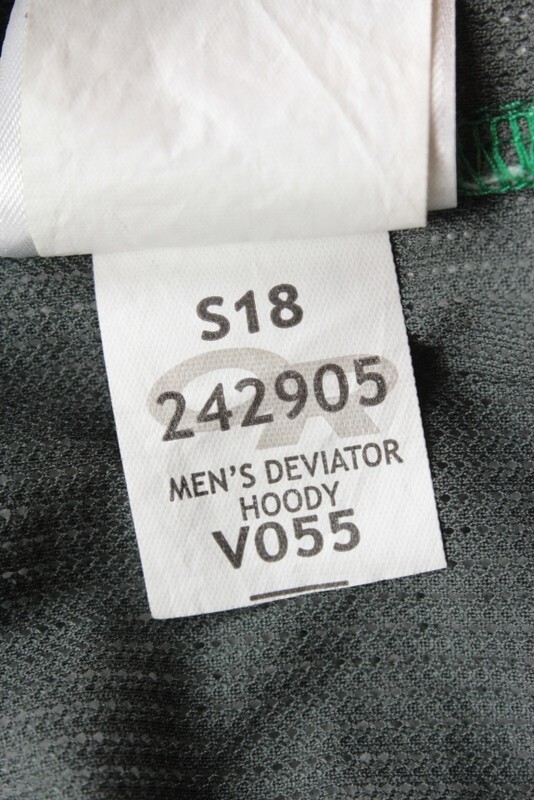 S18
242905
MEN'S DEVIATOR
HOODY
V055